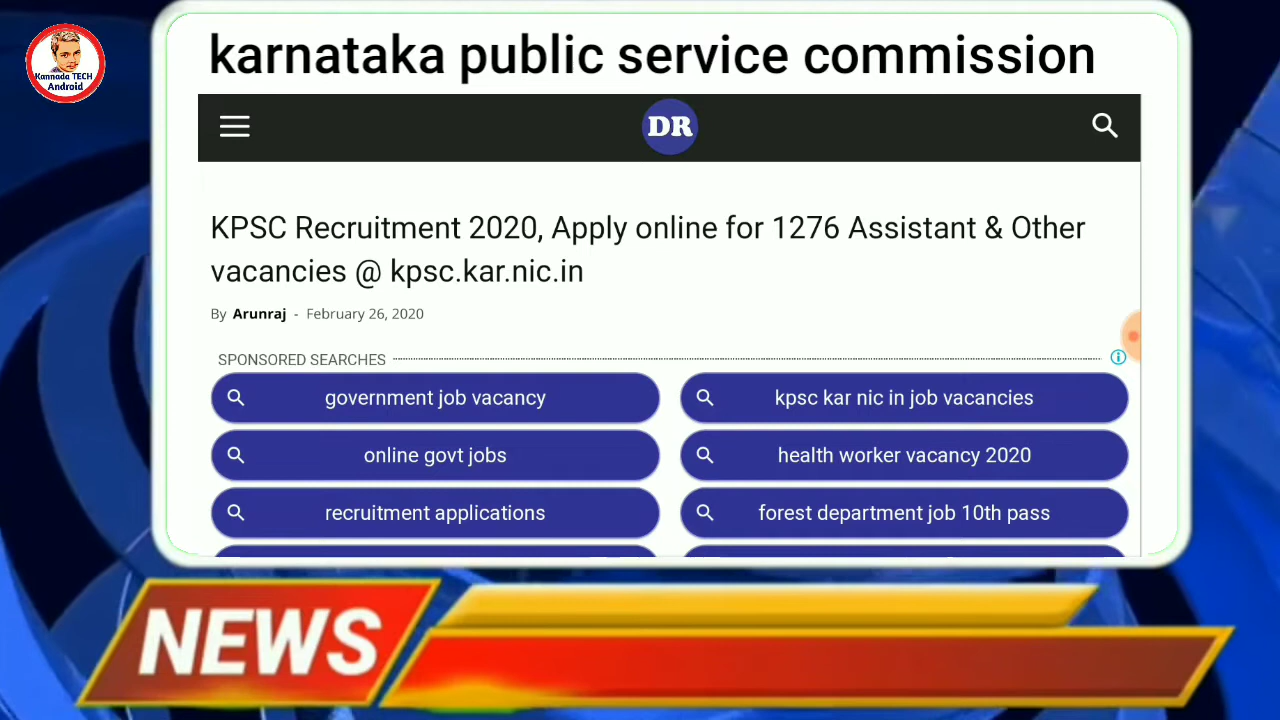 Kannada TECH
Android
karnataka public service commission
DR
KPSC Recruitment 2020, Apply online for 1276 Assistant & Other
vacancies @ kpsc.kar.nic.in
By Arunraj - February 26, 2020
SPONSORED SEARCHES
government job vacancy
kpsc kar nic in job vacancies
online govt jobs
health worker vacancy 2020
recruitment applications
forest department job 10th pass
NEWS